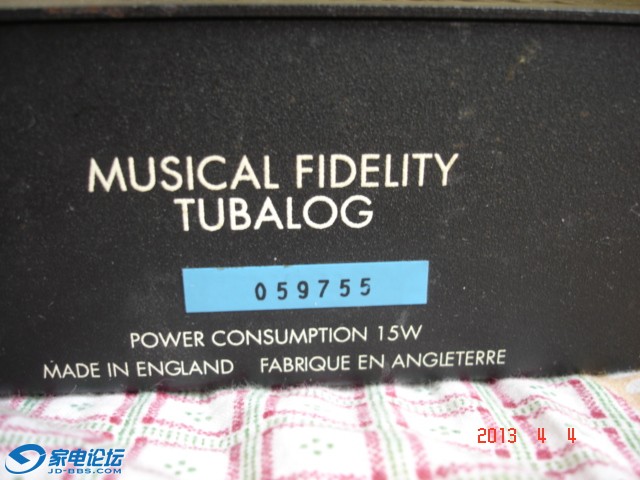 MUSICAL FIDELITY
TUBALOG
059755
POWER CONSUMPTION 15W
MADE IN ENGLAND FABRIQUE EN ANGLETERRE
2013 4 4
家电论坛
JD-BBS.COM